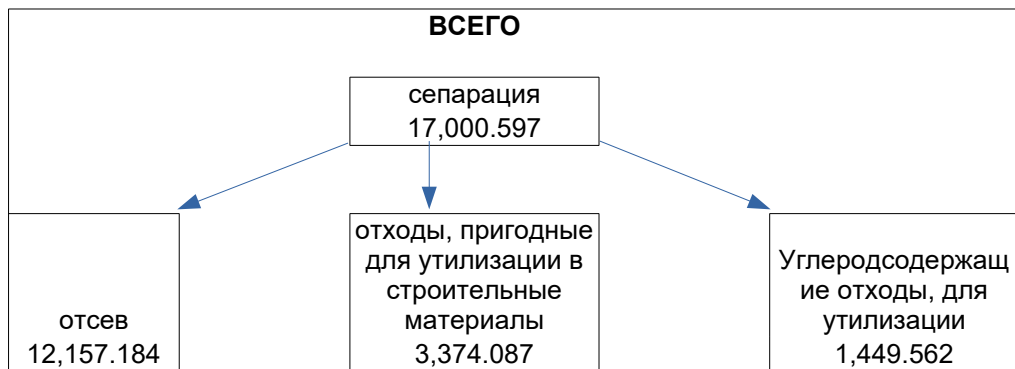 ВСЕГО
сепарация
17,000.597
отсев
12,157.184
отходы, пригодные
для утилизации в
строительные
материалы
3,374.087
Углеродсодержащ
ие отходы, для
утилизации
1,449.562